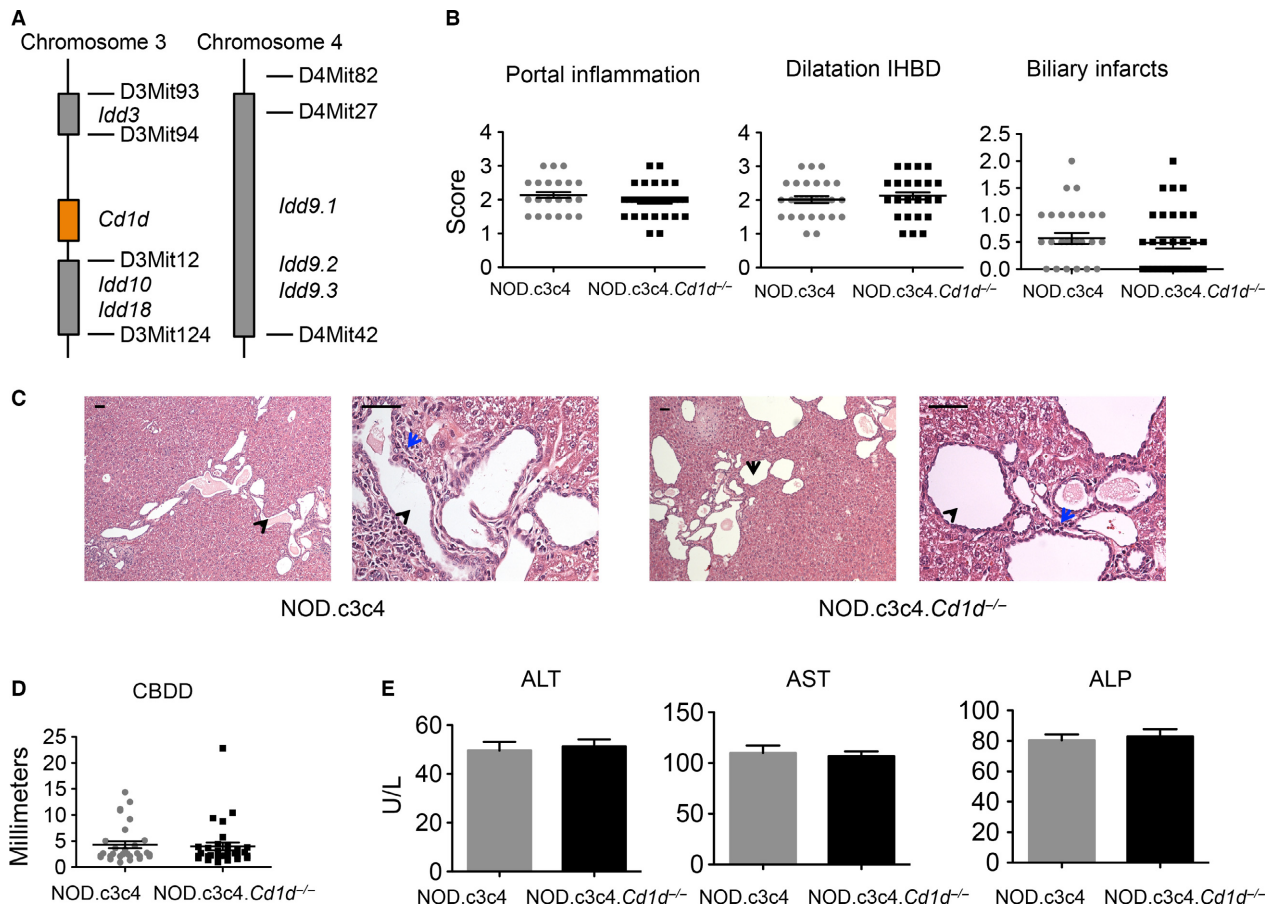 A
Chromosome 3
Chromosome 4
D3Mit93
Idd3
D3Mit94
Cd1d
D3Mit12
Idd10
Idd18
D3Mit124
D4Mit82
D4Mit27
Idd9.1
Idd9.2
Idd9.3
D4Mit42
B
Portal inflammation
Score
4
3
2
1
0
NOD.c3c4
NOD.c3c4.Cd1d–/–
Dilatation IHBD
4
3
2
1
0
NOD.c3c4
NOD.c3c4.Cd1d–/–
Biliary infarcts
2.5
2.0
1.5
1.0
0.5
0.0
NOD.c3c4
NOD.c3c4.Cd1d–/–
C
NOD.c3c4
NOD.c3c4.Cd1d–/–
D
CBDD
Millimeters
25
20
15
10
5
0
NOD.c3c4
NOD.c3c4.Cd1d–/–
E
ALT
U/L
60
40
20
0
NOD.c3c4
NOD.c3c4.Cd1d–/–
AST
150
100
50
0
NOD.c3c4
NOD.c3c4.Cd1d–/–
ALP
100
80
60
40
20
0
NOD.c3c4
NOD.c3c4.Cd1d–/–